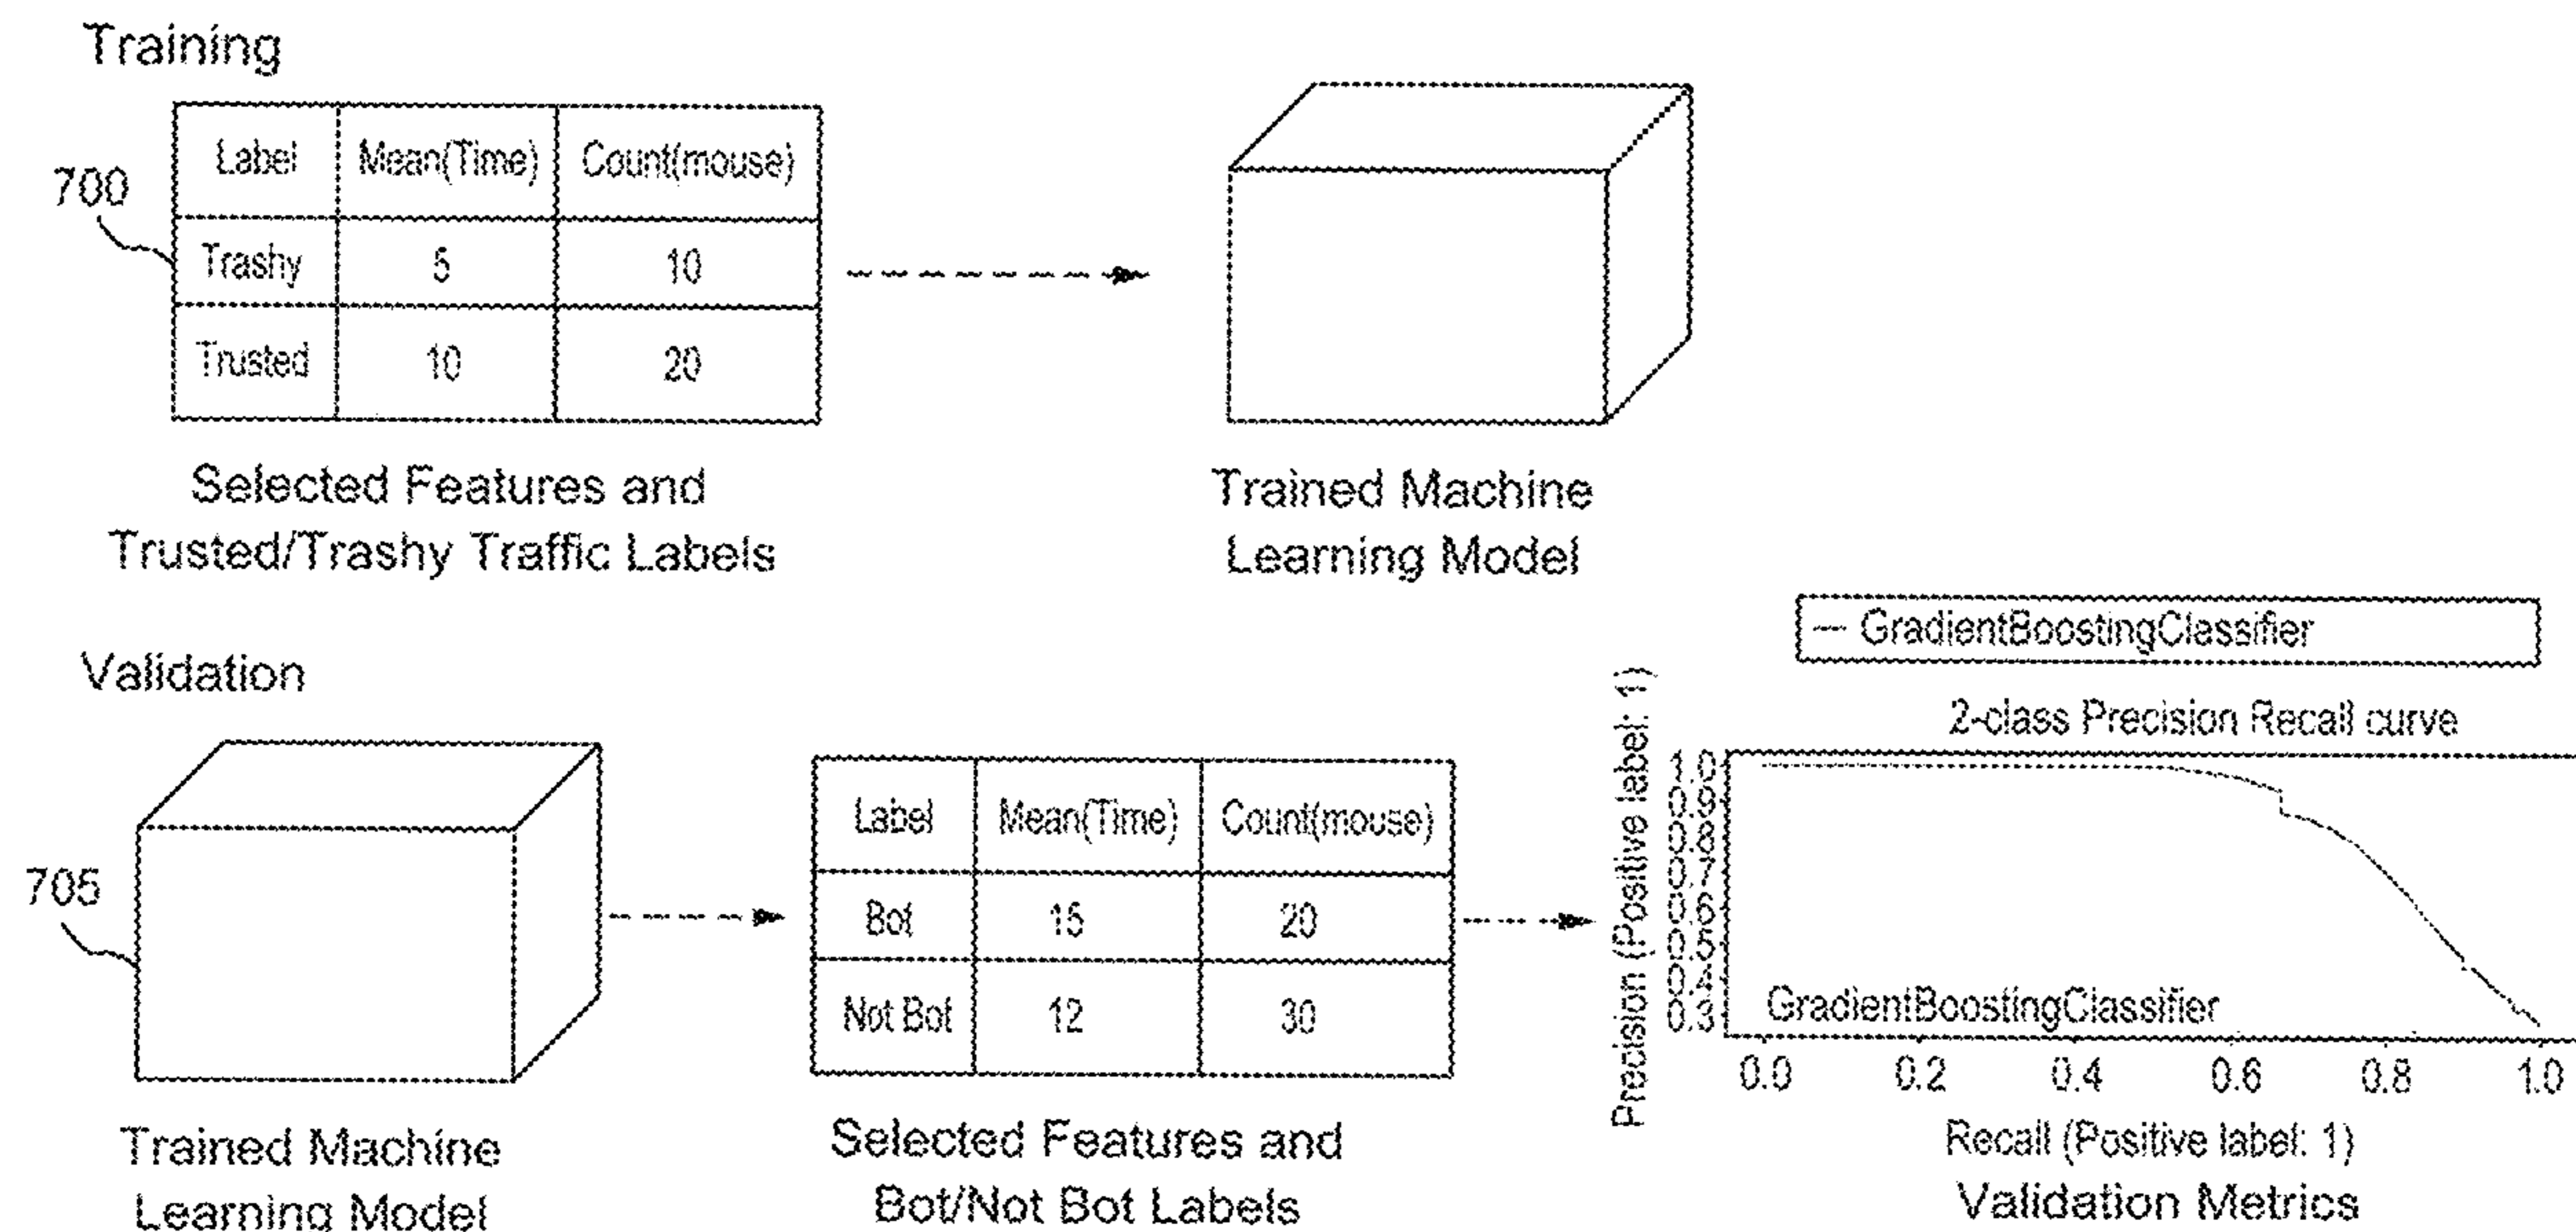 Training
700
Label Mean(Time) Count(mouse)
Trashy 5 10
Trusted 10 20
Selected Features and
Trusted/Trashy Traffic Labels
Trained Machine
Learning Model
Validation
705
Trained Machine
Learning Model
Label Mean(Time) Count(mouse)
Bot 15 20
Not Bot 12 30
Selected Features and
Bot/Not Bot Labels
GradientBoostingClassifier
2-class Precision Recall curve
Precision (Positive label: 1)
1.0
0.9
0.8
0.7
0.6
0.5
0.4
0.3
GradientBoostingClassifier
0.0 0.2 0.4 0.6 0.8 1.0
Recall (Positive label: 1)
Validation Metrics